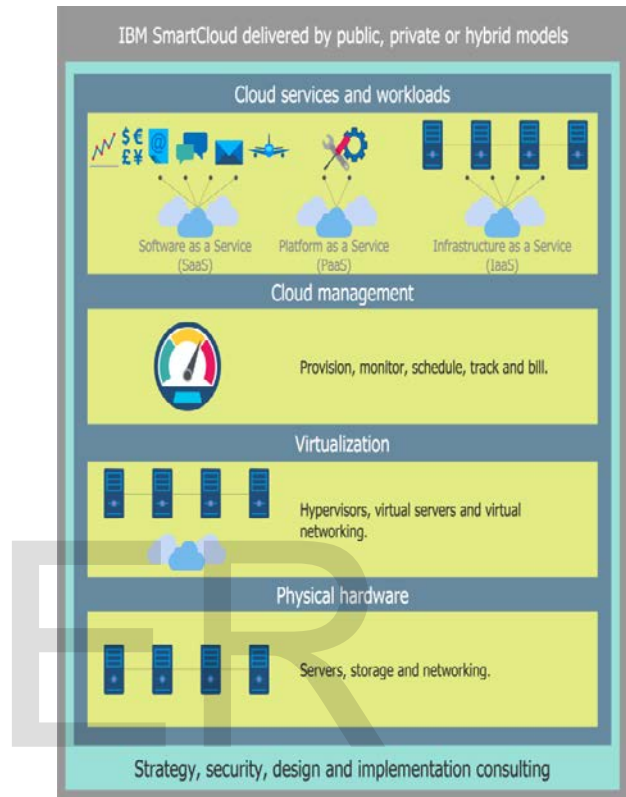 IBM SmartCloud delivered by public, private or hybrid models
Cloud services and workloads
$ €
£ ¥
@
Software as a Service
(SaaS)
Platform as a Service
(PaaS)
Infrastructure as a Service
(IaaS)
Cloud management
Provision, monitor, schedule, track and bill.
Virtualization
Hypervisors, virtual servers and virtual
networking.
Physical hardware
Servers, storage and networking.
ER
Strategy, security, design and implementation consulting